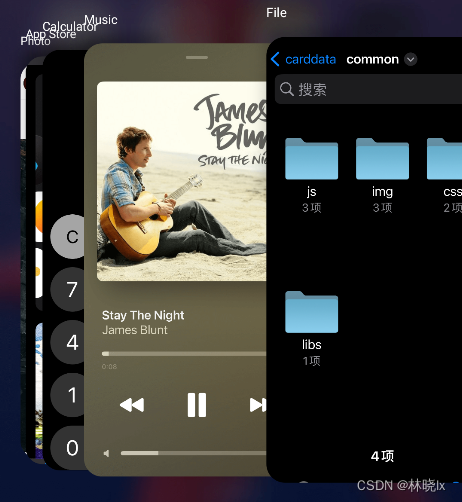 File
Music
Calculator
App Store
Photo
carddata common
搜索
James
Blunt
STAY THE NIG
js
3项
img
3项
css
2项
libs
1项
4项
C
7
4
1
0
Stay The Night
James Blunt
0:08
CSDN @林晓lx